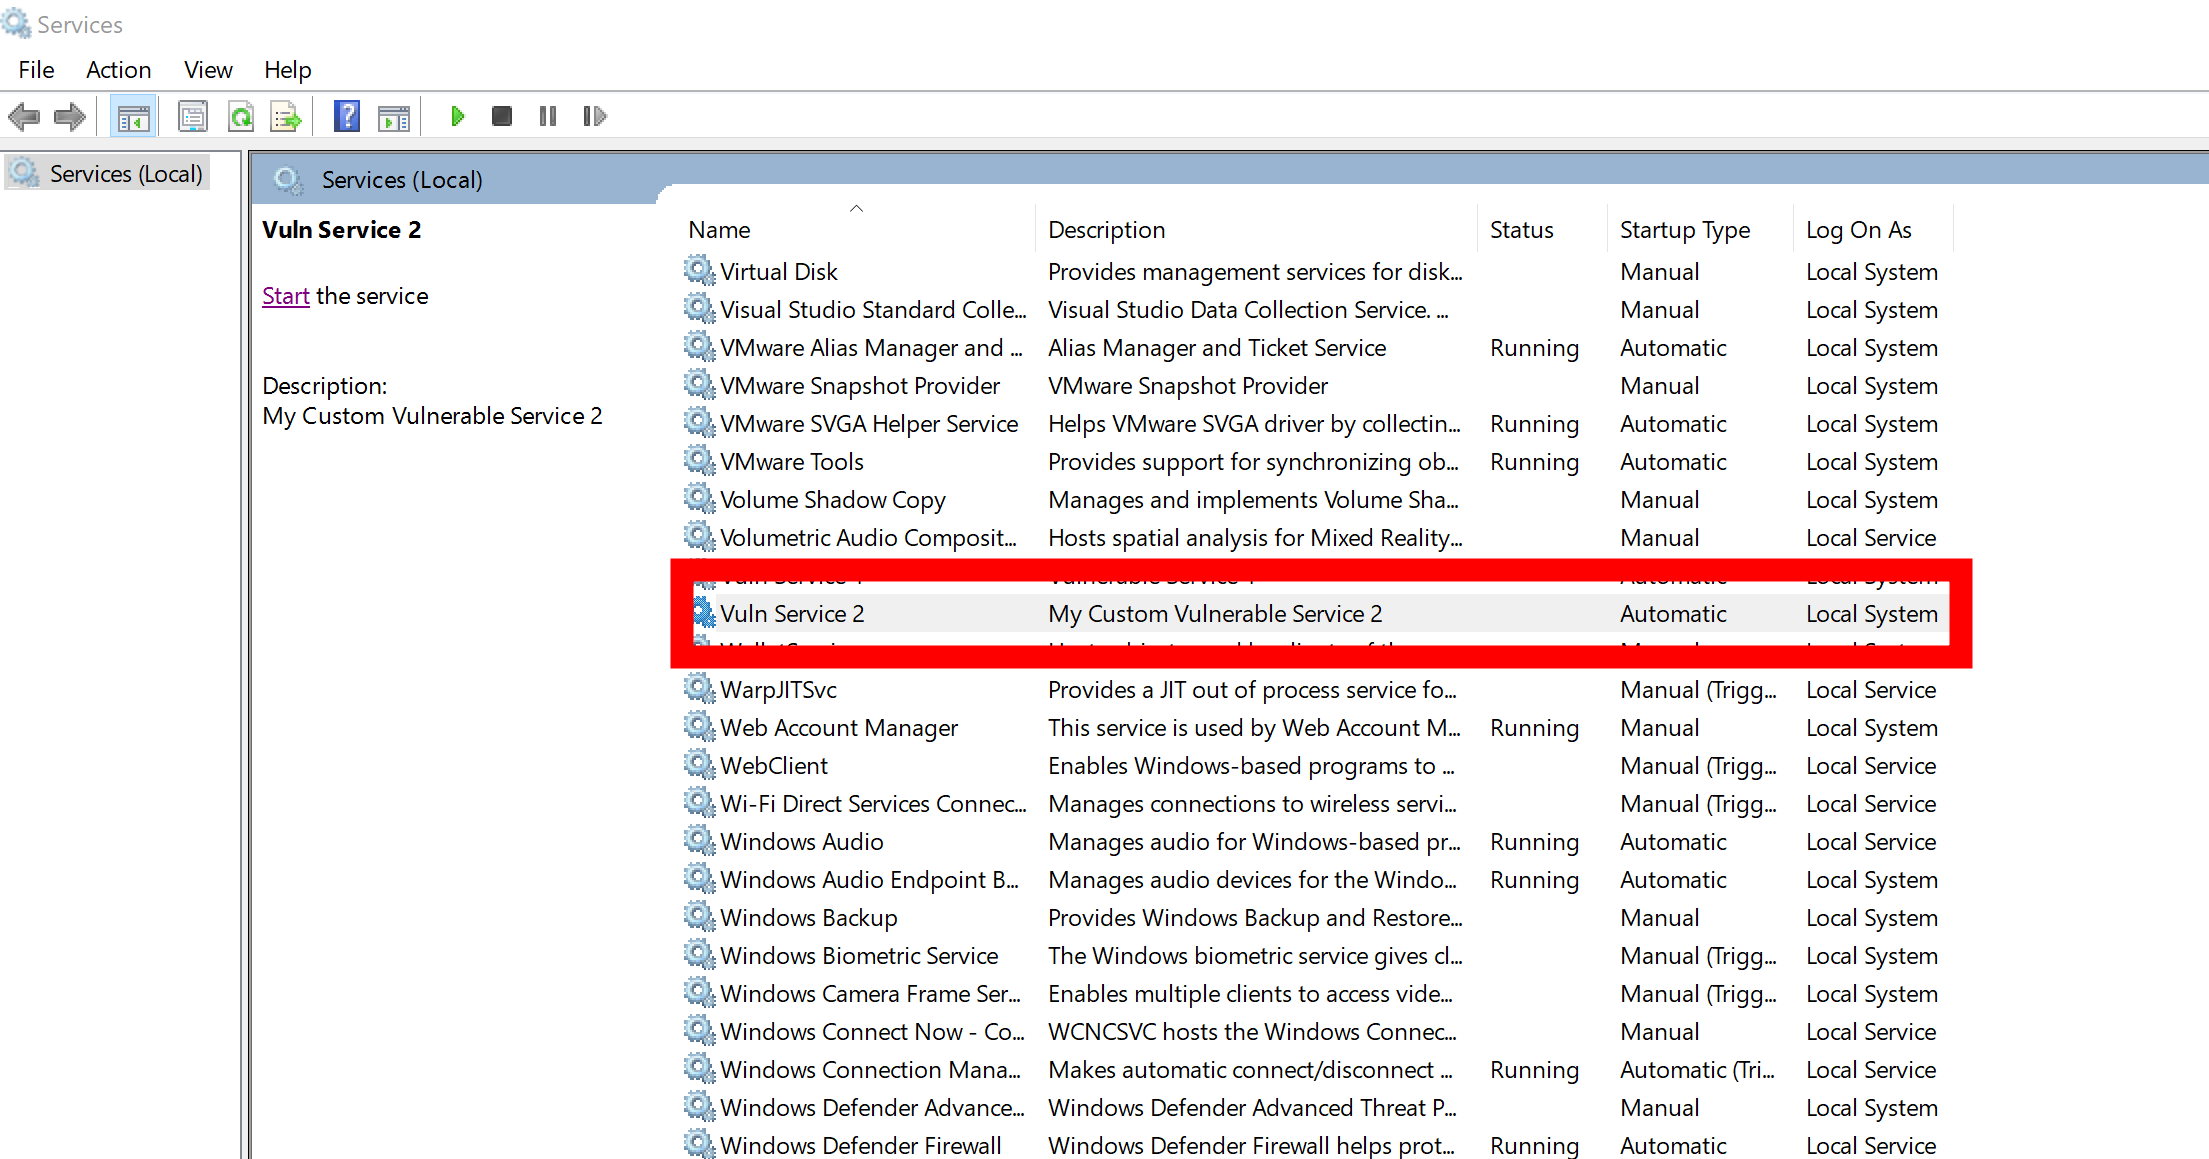 Services
File Action View Help
Services (Local)
Services (Local)
Vuln Service 2
Start the service
Description:
My Custom Vulnerable Service 2
Name Description Status Startup Type Log On As
Virtual Disk Provides management services for disk... Manual Local System
Visual Studio Standard Colle... Visual Studio Data Collection Service. ... Manual Local System
VMware Alias Manager and ... Alias Manager and Ticket Service Running Automatic Local System
VMware Snapshot Provider VMware Snapshot Provider Manual Local System
VMware SVGA Helper Service Helps VMware SVGA driver by collectin... Running Automatic Local System
VMware Tools Provides support for synchronizing ob... Running Automatic Local System
Volume Shadow Copy Manages and implements Volume Sha... Manual Local System
Volumetric Audio Composit... Hosts spatial analysis for Mixed Reality... Manual Local Service
Vuln Service 2 My Custom Vulnerable Service 2 Automatic Local System
WarpJITSvc Provides a JIT out of process service fo... Manual (Trigg... Local Service
Web Account Manager This service is used by Web Account M... Running Manual Local System
WebClient Enables Windows-based programs to ... Manual (Trigg... Local Service
Wi-Fi Direct Services Connec... Manages connections to wireless servi... Manual (Trigg... Local Service
Windows Audio Manages audio for Windows-based pr... Running Automatic Local Service
Windows Audio Endpoint B... Manages audio devices for the Windo... Running Automatic Local System
Windows Backup Provides Windows Backup and Restore... Manual Local System
Windows Biometric Service The Windows biometric service gives cl... Manual (Trigg... Local System
Windows Camera Frame Ser... Enables multiple clients to access vide... Manual (Trigg... Local System
Windows Connect Now - Co... WCNCSVC hosts the Windows Connec... Manual Local Service
Windows Connection Mana... Makes automatic connect/disconnect ... Running Automatic (Tri... Local Service
Windows Defender Advance... Windows Defender Advanced Threat P... Manual Local System
Windows Defender Firewall Windows Defender Firewall helps prot... Running Automatic Local Service